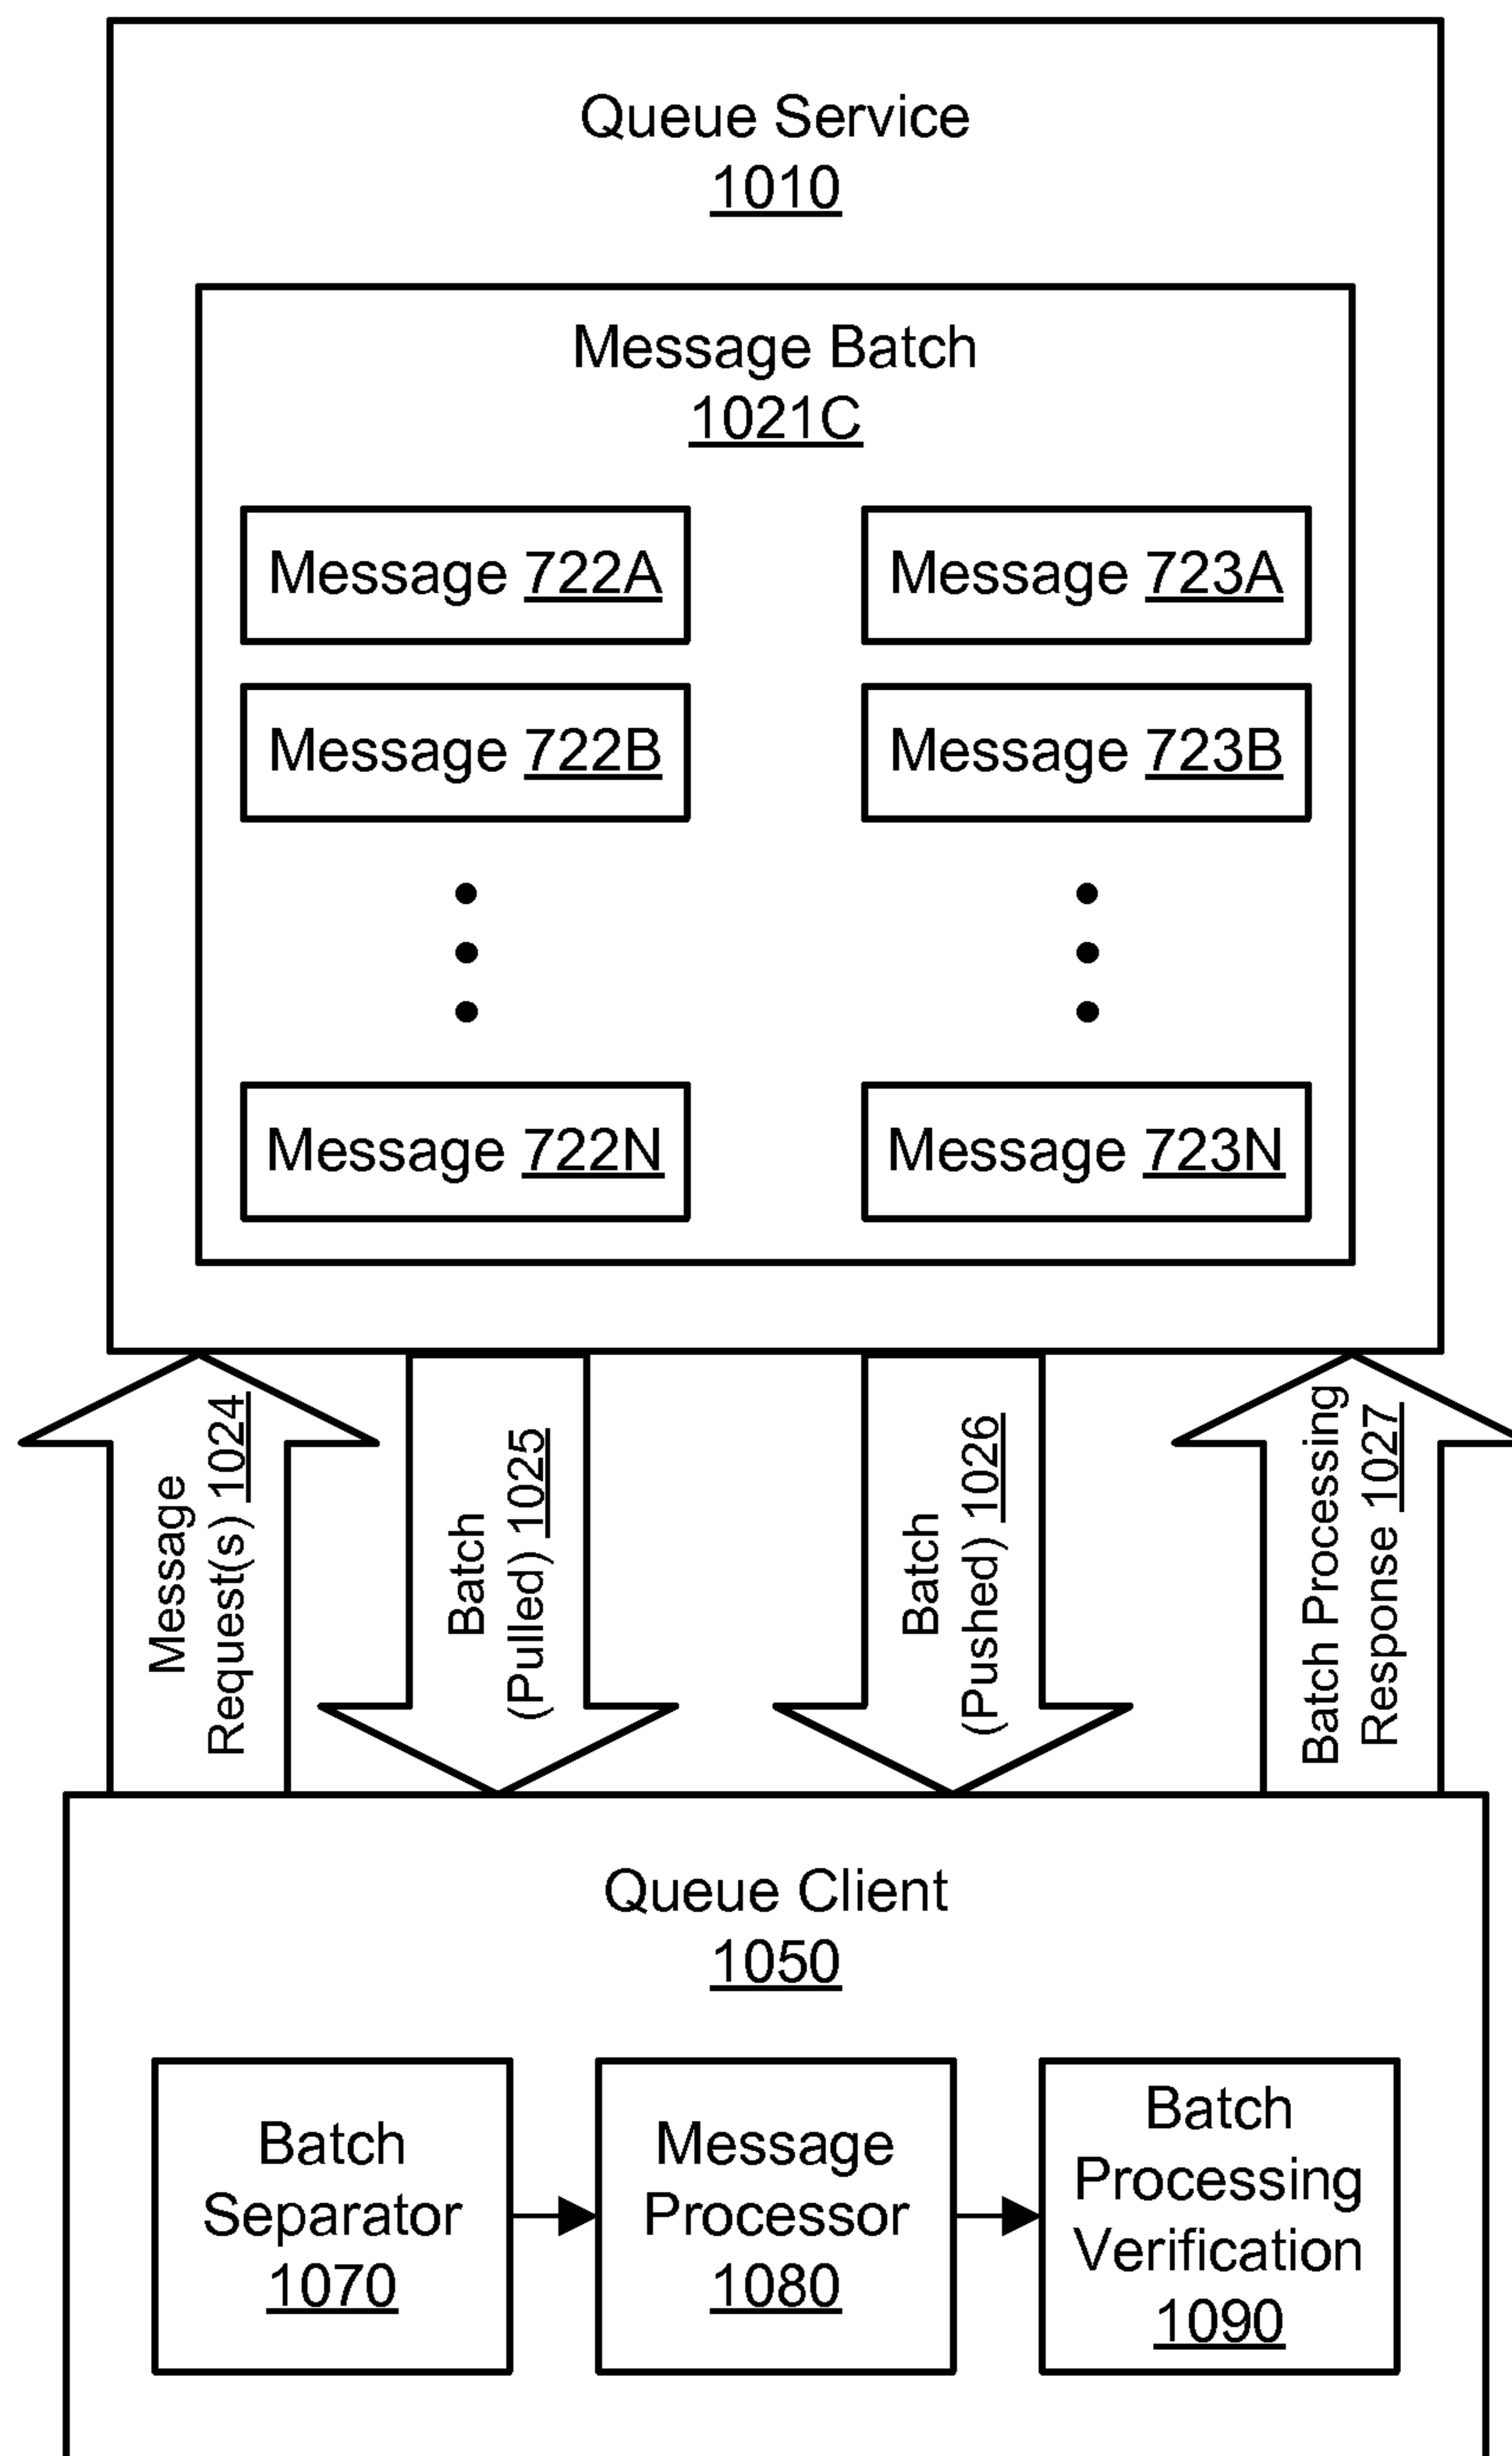 Queue Service
1010
Message Batch
1021C
Message 722A
Message 723A
Message 722B
Message 723B
Message 722N
Message 723N
Message
Request(s) 1024
Batch
(Pulled) 1025
Batch
(Pushed) 1026
Batch Processing
Response 1027
Queue Client
1050
Batch
Separator
1070
Message
Processor
1080
Batch
Processing
Verification
1090